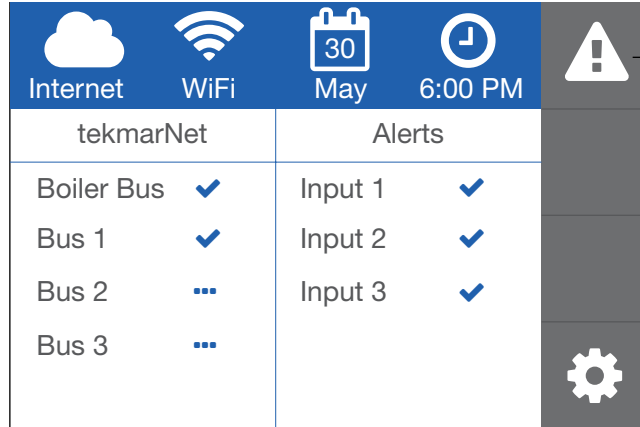 30
Internet WiFi May 6:00 PM
tekmarNet Alerts
Boiler Bus Input 1
Bus 1 Input 2
Bus 2 Input 3
Bus 3